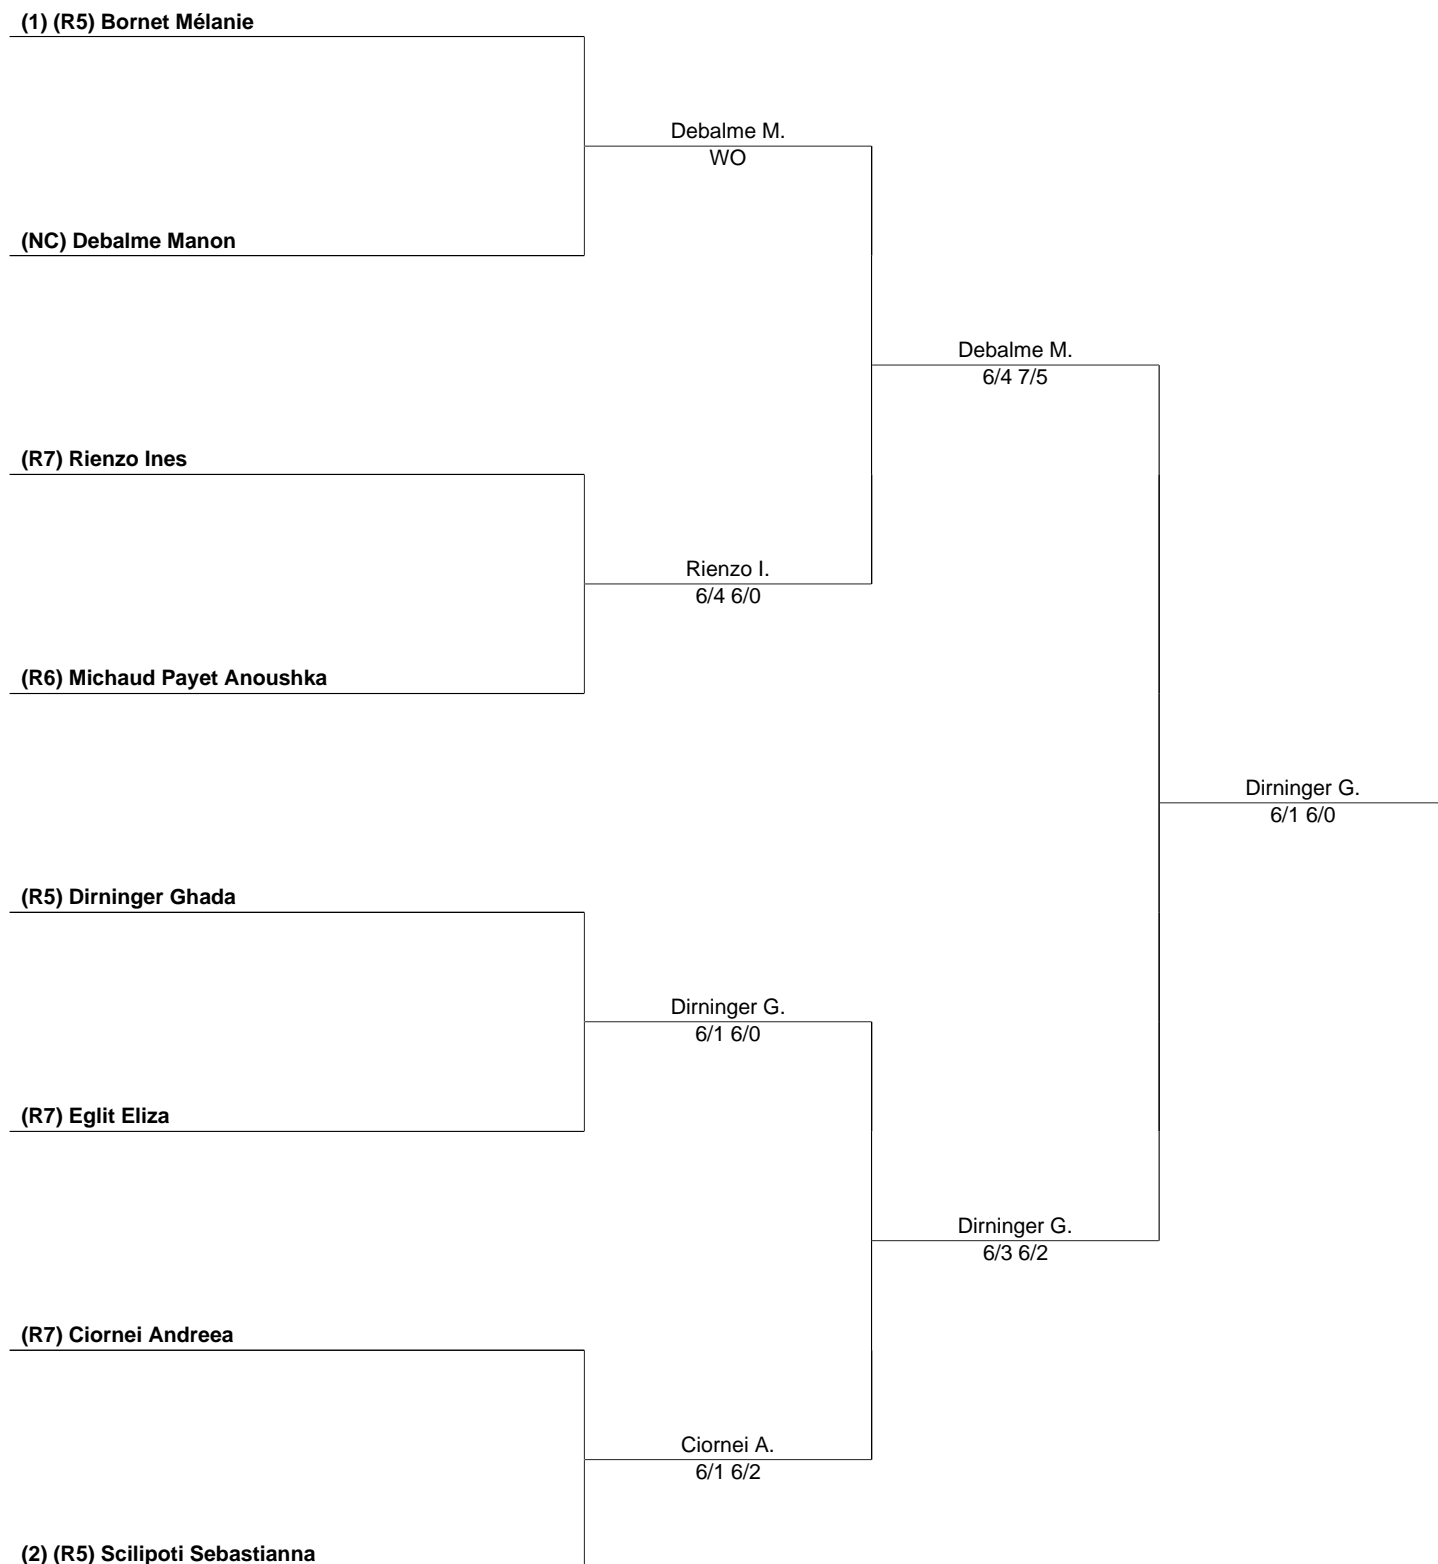 (1) (R5) Bornet Mélanie
Debalme M.
WO
(NC) Debalme Manon
Debalme M.
6/4 7/5
(R7) Rienzo Ines
Rienzo I.
6/4 6/0
(R6) Michaud Payet Anoushka
Dirninger G.
6/1 6/0
(R5) Dirninger Ghada
Dirninger G.
6/1 6/0
(R7) Eglit Eliza
Dirninger G.
6/3 6/2
(R7) Ciornei Andreea
Ciornei A.
6/1 6/2
(2) (R5) Scilipoti Sebastianna